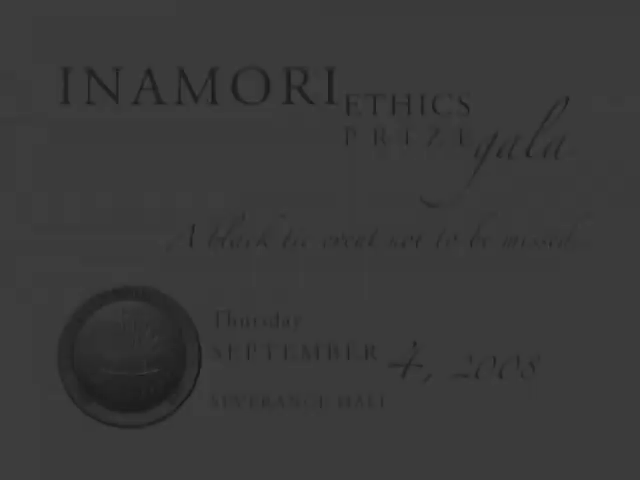 INAMORI ETHICS
PRIZE gala
A black tie event not to be missed.
Thursday
SEPTEMBER 4, 2008
SEVERANCE HALL